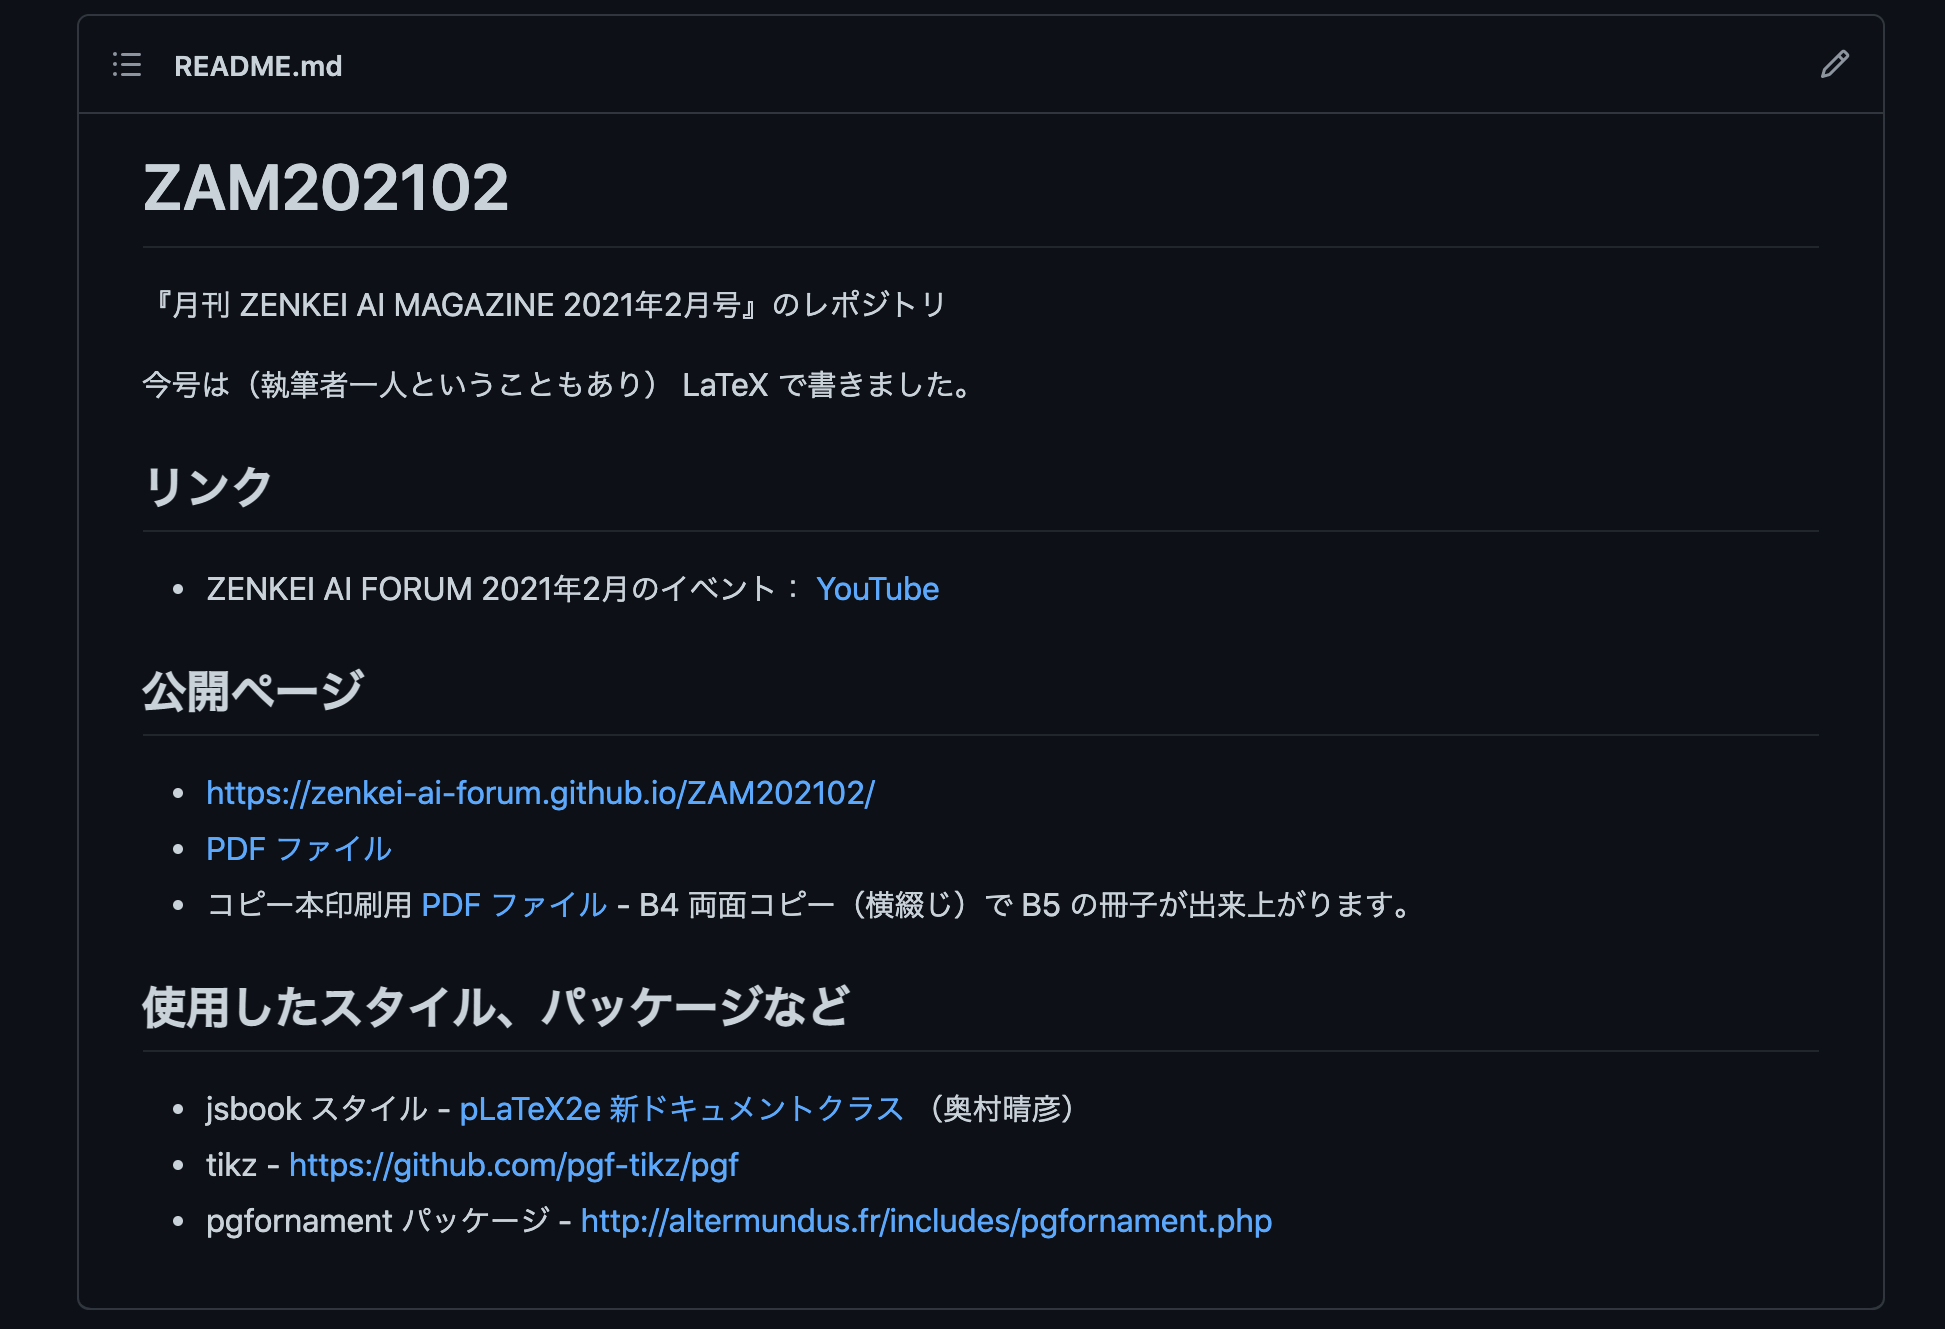 README.md
ZAM202102
『月刊 ZENKEI AI MAGAZINE 2021年2月号』のレポジトリ
今号は（執筆者一人ということもあり） LaTeX で書きました。
リンク
ZENKEI AI FORUM 2021年2月のイベント： YouTube
公開ページ
https://zenkei-ai-forum.github.io/ZAM202102/
PDF ファイル
コピー本印刷用 PDF ファイル - B4 両面コピー（横綴じ）で B5 の冊子が出来上がります。
使用したスタイル、パッケージなど
jsbook スタイル - pLaTeX2e 新ドキュメントクラス （奥村晴彦）
tikz - https://github.com/pgf-tikz/pgf
pgfornament パッケージ - http://altermundus.fr/includes/pgfornament.php